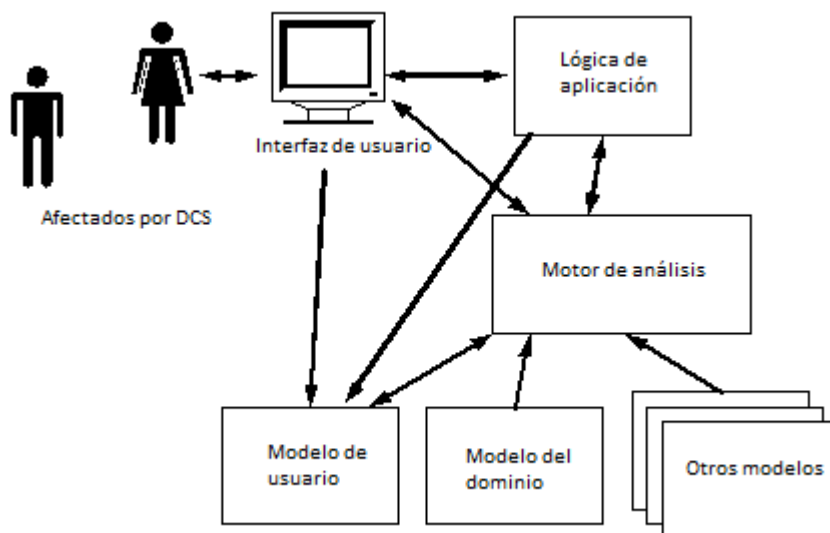 Lógica de
aplicación
Interfaz de usuario
Afectados por DCS
Motor de análisis
Modelo de
usuario
Modelo del
dominio
Otros modelos